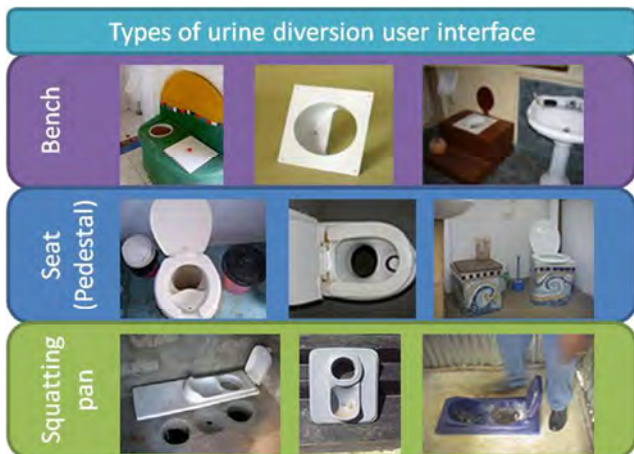 Types of urine diversion user interface
Bench
Seat
(Pedestal)
Squatting
pan